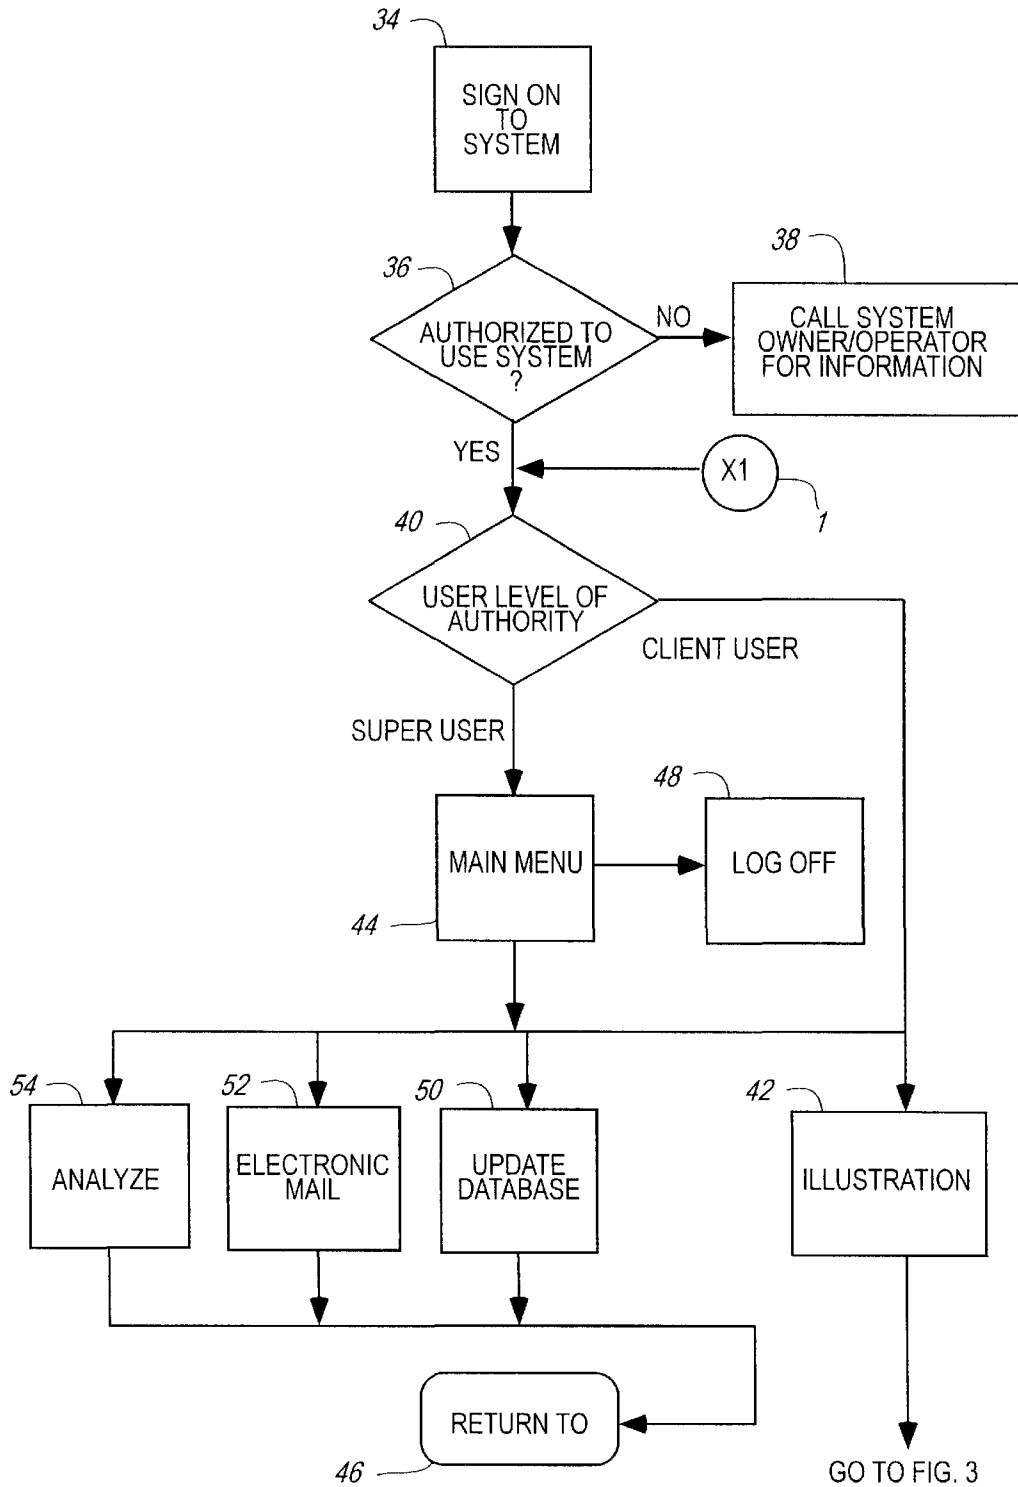 34
SIGN ON
TO
SYSTEM
36
AUTHORIZED TO
USE SYSTEM
?
NO
38
CALL SYSTEM
OWNER/OPERATOR
FOR INFORMATION
YES
X1
1
40
USER LEVEL OF
AUTHORITY
CLIENT USER
SUPER USER
44
MAIN MENU
48
LOG OFF
54
ANALYZE
52
ELECTRONIC
MAIL
50
UPDATE
DATABASE
42
ILLUSTRATION
RETURN TO
46
GO TO FIG. 3